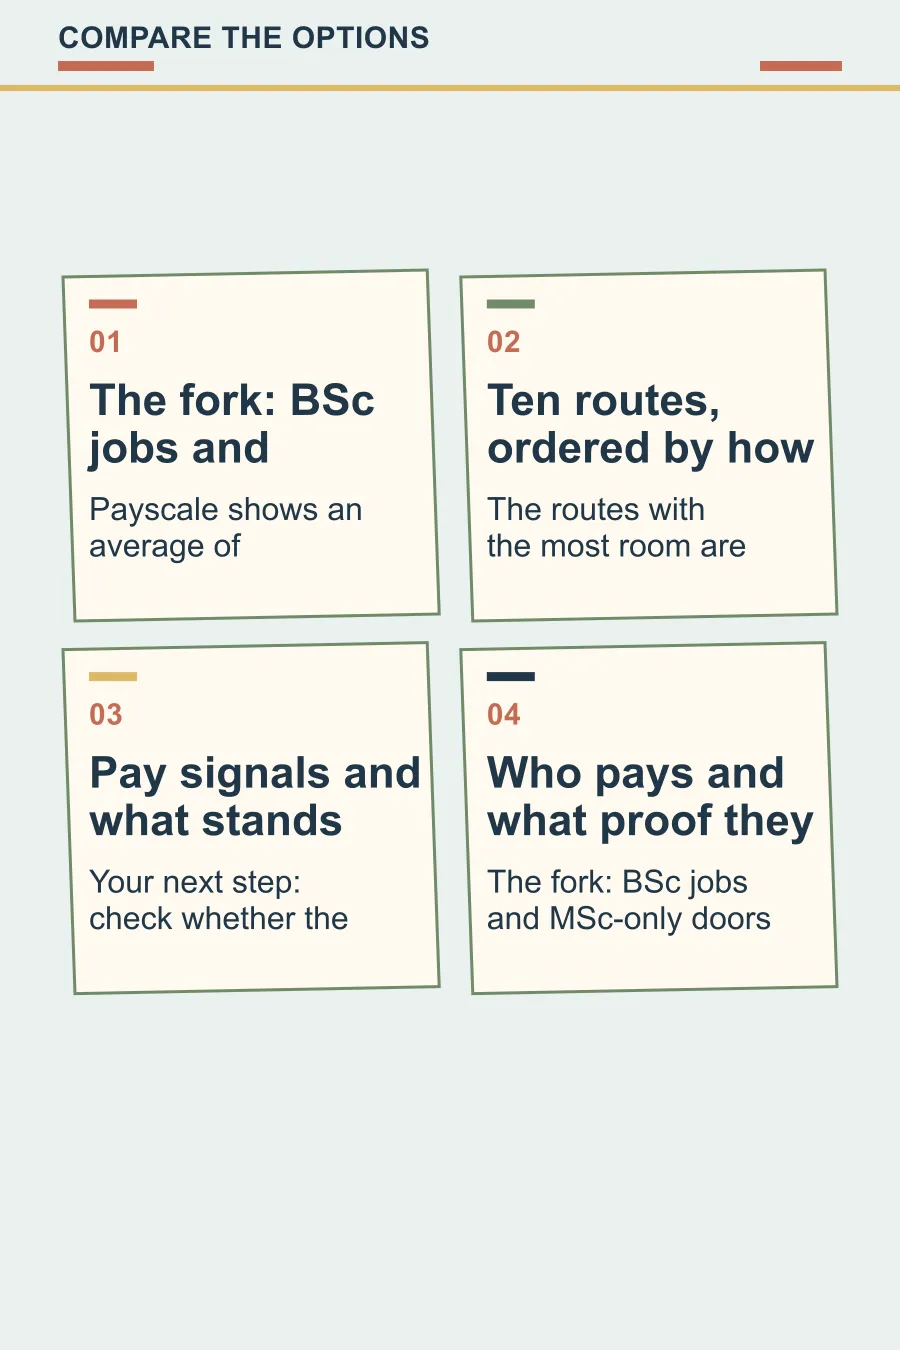 COMPARE THE OPTIONS
01
The fork: BSc
jobs and
Payscale shows an
average of
02
Ten routes,
ordered by how
The routes with
the most room are
03
Pay signals and
what stands
Your next step:
check whether the
04
Who pays and
what proof they
The fork: BSc jobs
and MSc-only doors